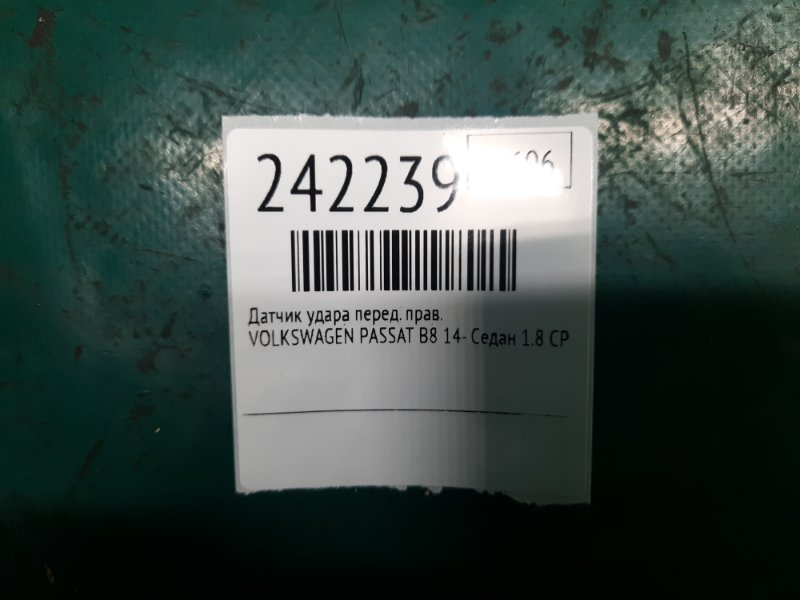 242239
Датчик удара перед. прав.
VOLKSWAGEN PASSAT B8 14- Седан 1.8 CP